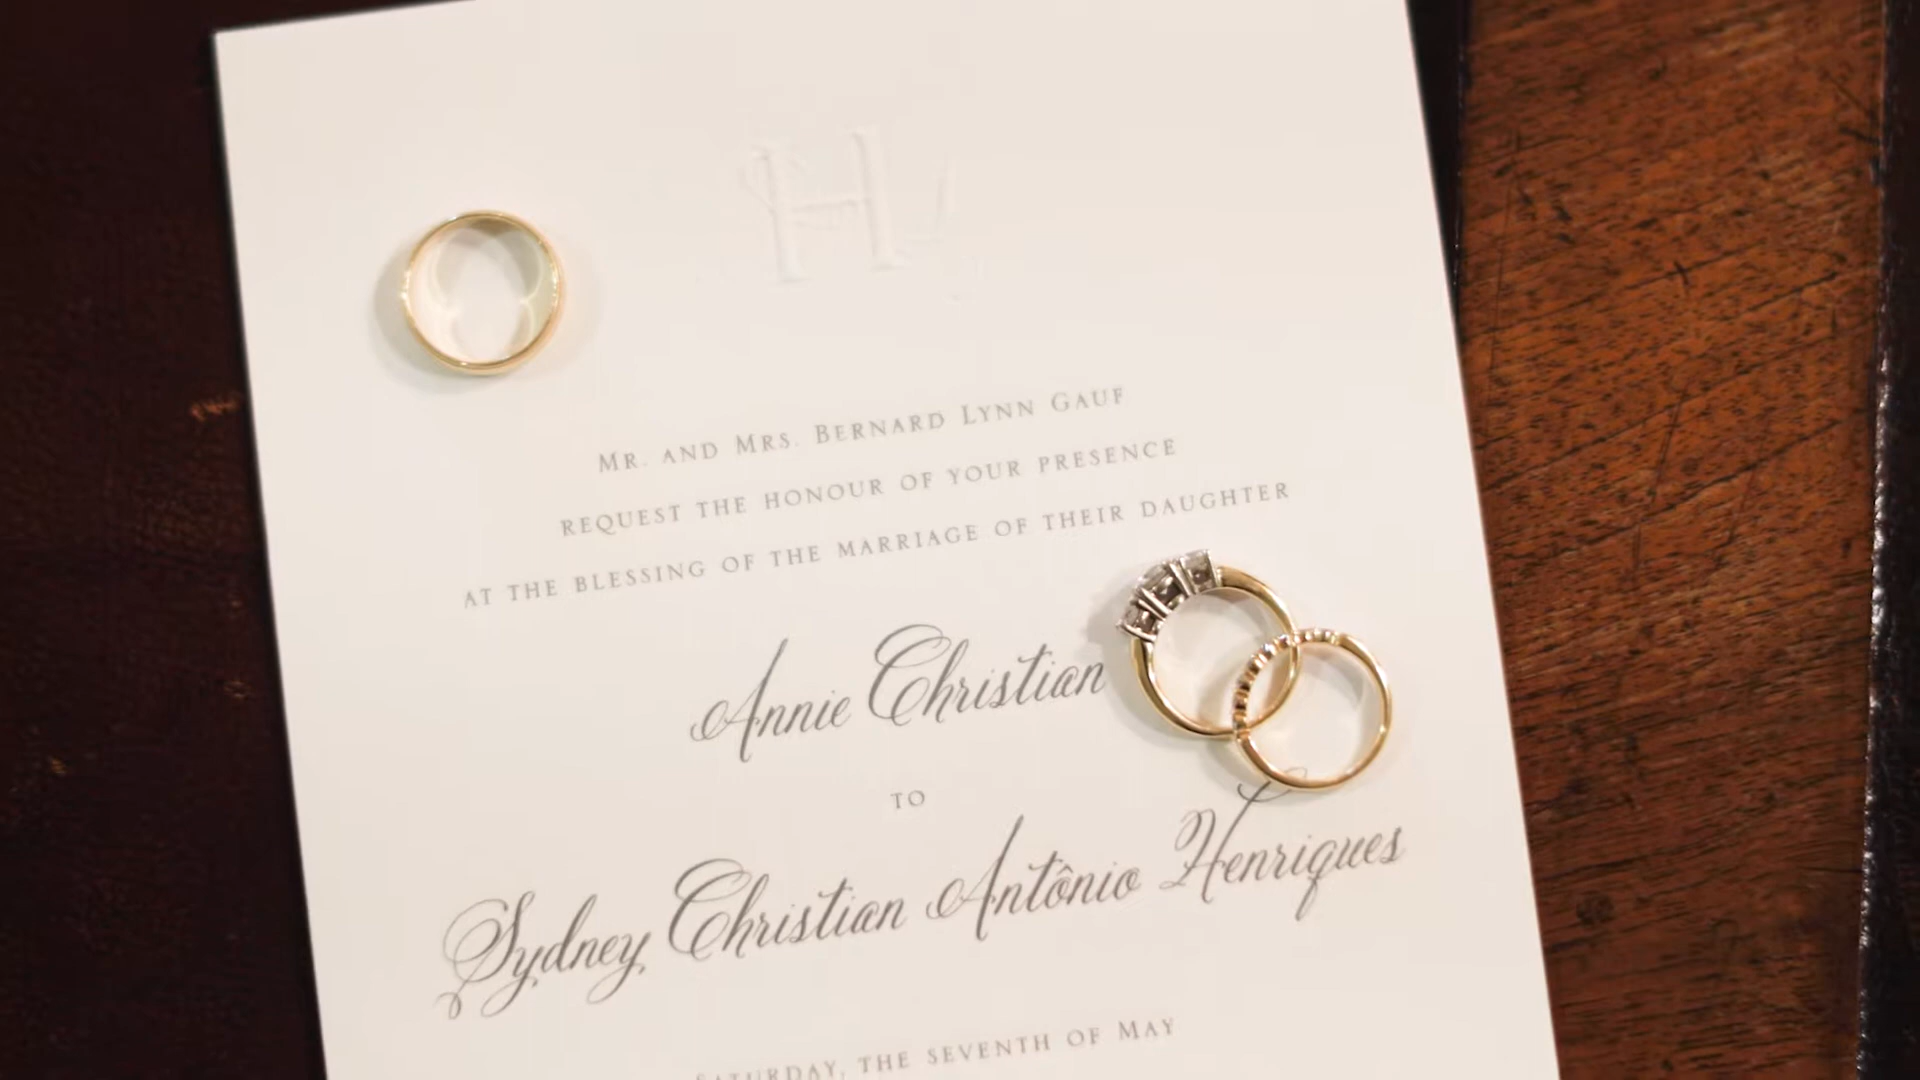 H
Mr. and Mrs. Bernard Lynn Gauf
request the honour of your presence
at the blessing of the marriage of their daughter
Annie Christian
to
Sydney Christian Antônio Henriques
Saturday, the seventh of May